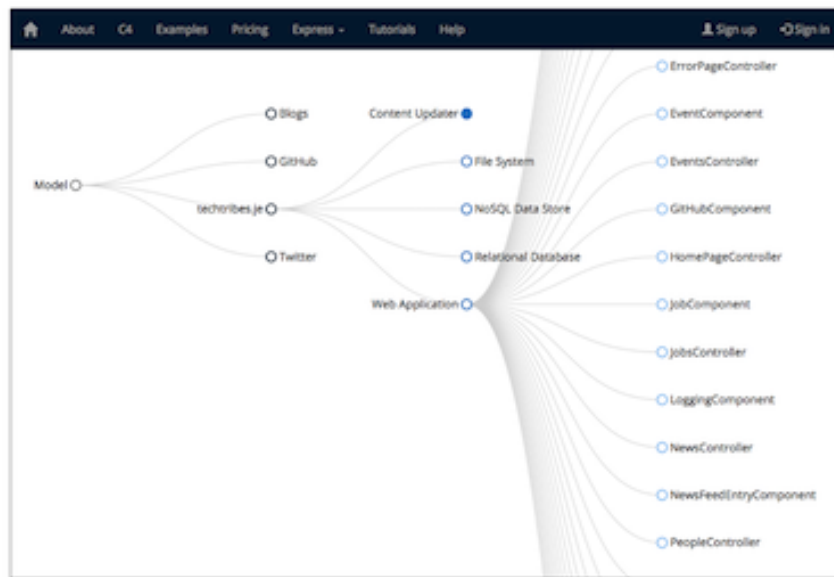 About C4 Examples Pricing Express Tutorials Help Sign up Sign in
ErrorPageController
Blogs
Content Updater
EventComponent
GitHub
File System
EventsController
Model
techtribes.je
NoSQL Data Store
GitHubComponent
Twitter
Relational Database
HomePageController
Web Application
JobComponent
JobsController
LoggingComponent
NewsController
NewsFeedEntryComponent
PeopleController